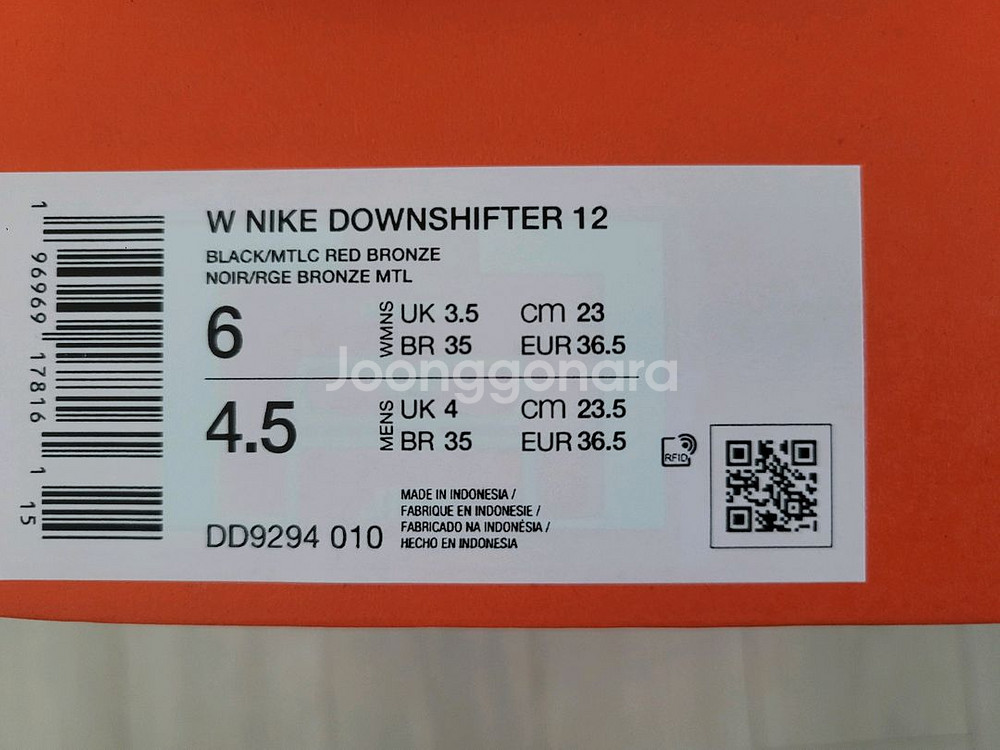 W NIKE DOWNSHIFTER 12
BLACK/MTLC RED BRONZE
NOIR/RGE BRONZE MTL
6 WMNS UK 3.5 cm 23
BR 35 EUR 36.5
Joonggonara
4.5 MENS UK 4 cm 23.5
BR 35 EUR 36.5
RFID
MADE IN INDONESIA /
FABRIQUE EN INDONESIE /
FABRICADO NA INDONÉSIA /
HECHO EN INDONESIA
DD9294 010
1 96969 17816 1 15